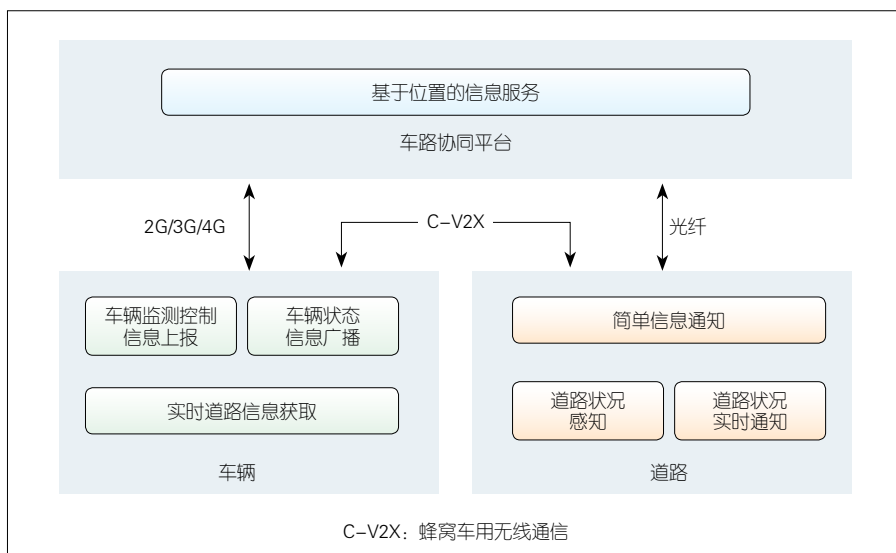 基于位置的信息服务
车路协同平台
2G/3G/4G
C-V2X
光纤
车辆监测控制
信息上报
车辆状态
信息广播
实时道路信息获取
车辆
简单信息通知
道路状况
感知
道路状况
实时通知
道路
C-V2X：蜂窝车用无线通信